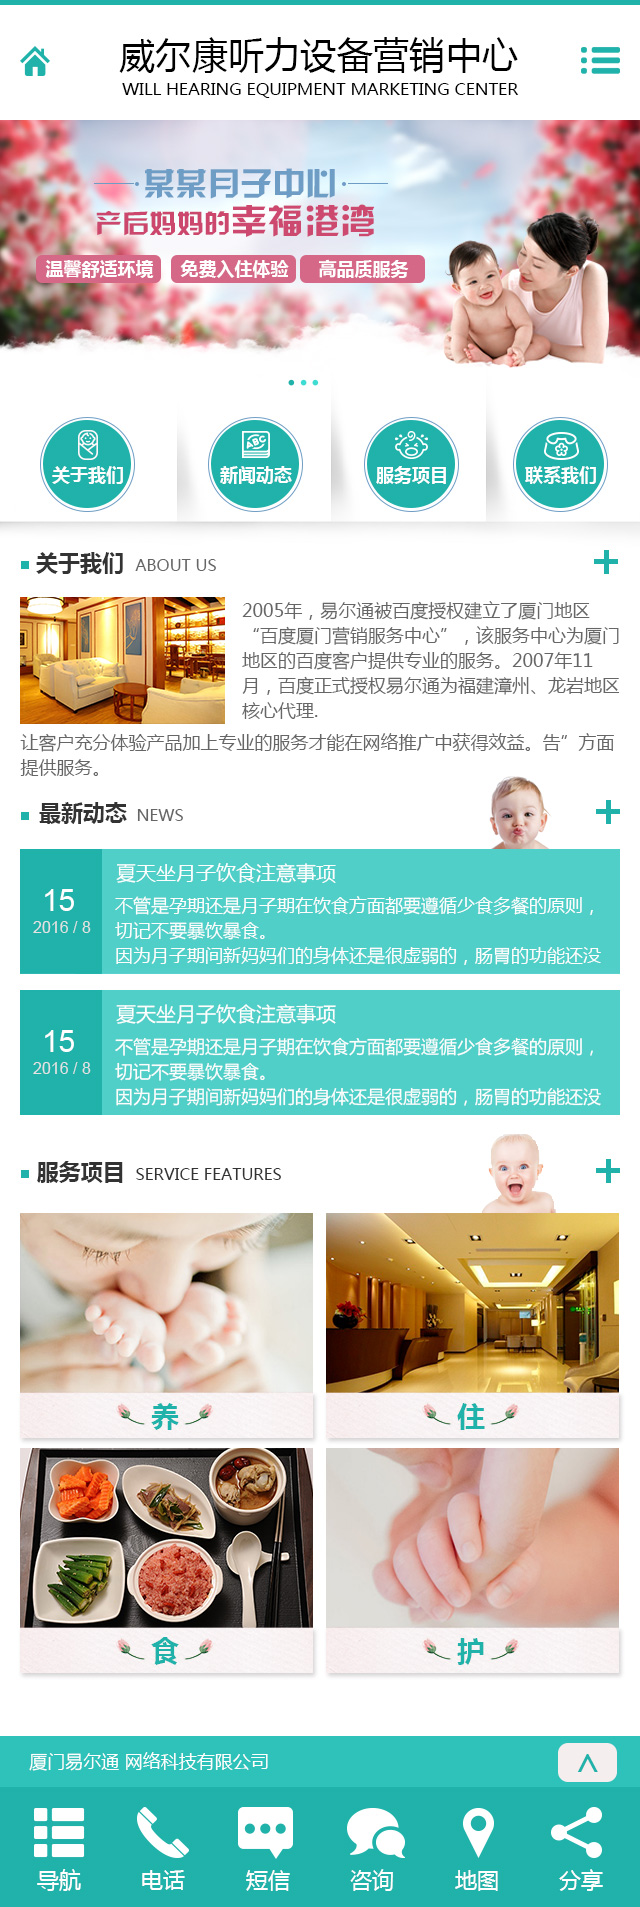 威尔康听力设备营销中心
WILL HEARING EQUIPMENT MARKETING CENTER
某某月子中心
产后妈妈的幸福港湾
温馨舒适环境 免费入住体验 高品质服务
ABC
关于我们 新闻动态 服务项目 联系我们
关于我们 ABOUT US
2005年，易尔通被百度授权建立了厦门地区
“百度厦门营销服务中心”，该服务中心为厦门
地区的百度客户提供专业的服务。2007年11
月，百度正式授权易尔通为福建漳州、龙岩地区
核心代理.
让客户充分体验产品加上专业的服务才能在网络推广中获得效益。告”方面
提供服务。
最新动态 NEWS
夏天坐月子饮食注意事项
15
2016 / 8
不管是孕期还是月子期在饮食方面都要遵循少食多餐的原则，
切记不要暴饮暴食。
因为月子期间新妈妈们的身体还是很虚弱的，肠胃的功能还没
夏天坐月子饮食注意事项
15
2016 / 8
不管是孕期还是月子期在饮食方面都要遵循少食多餐的原则，
切记不要暴饮暴食。
因为月子期间新妈妈们的身体还是很虚弱的，肠胃的功能还没
服务项目 SERVICE FEATURES
养 住
食 护
厦门易尔通 网络科技有限公司
导航 电话 短信 咨询 地图 分享